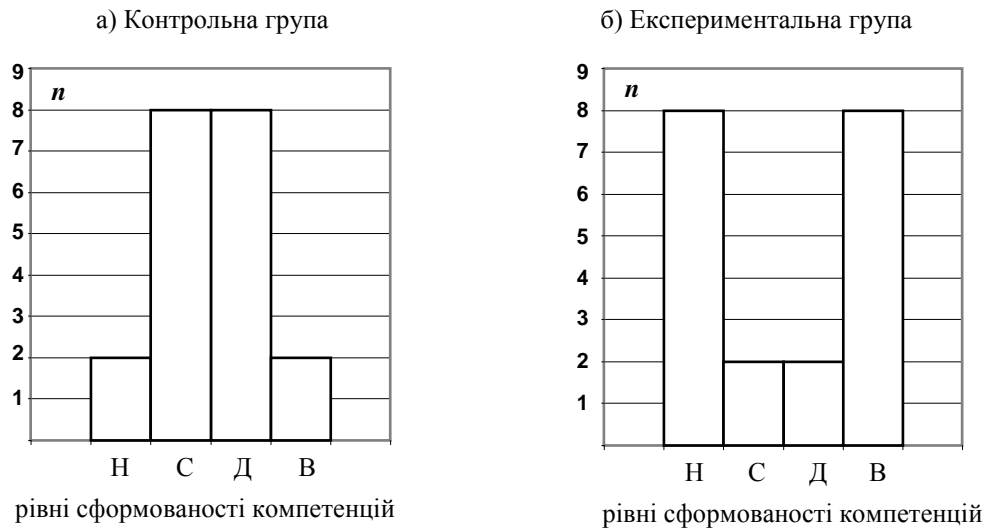 а) Контрольна група
9
n
8
7
6
5
4
3
2
1
Н С Д В
рівні сформованості компетенцій
б) Експериментальна група
9
n
8
7
6
5
4
3
2
1
Н С Д В
рівні сформованості компетенцій